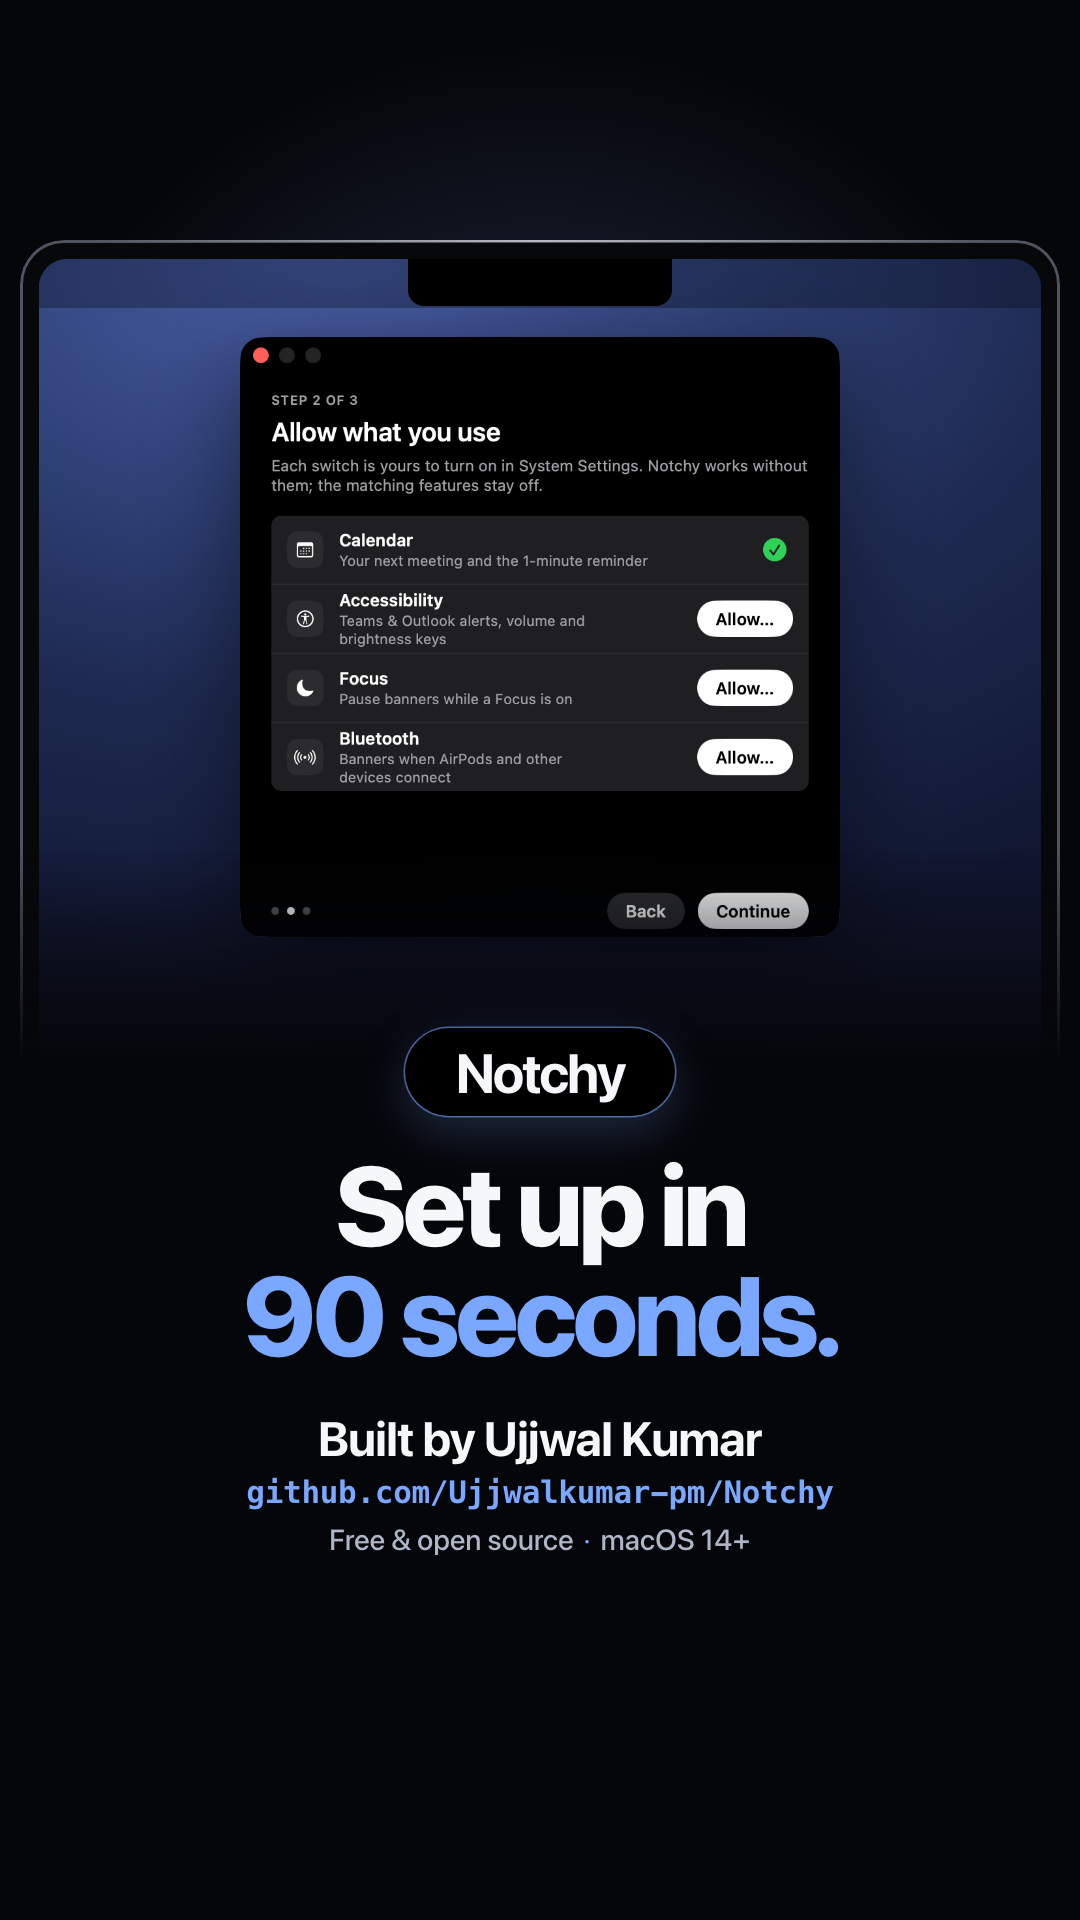 STEP 2 OF 3
Allow what you use
Each switch is yours to turn on in System Settings. Notchy works without
them; the matching features stay off.
Calendar
Your next meeting and the 1-minute reminder
Accessibility
Teams & Outlook alerts, volume and
brightness keys
Allow...
Focus
Pause banners while a Focus is on
Allow...
Bluetooth
Banners when AirPods and other
devices connect
Allow...
Back
Continue
Notchy
Set up in
90 seconds.
Built by Ujjwal Kumar
github.com/Ujjwalkumar-pm/Notchy
Free & open source · macOS 14+